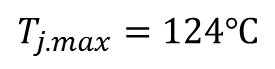 T_{j.max} = 124℃